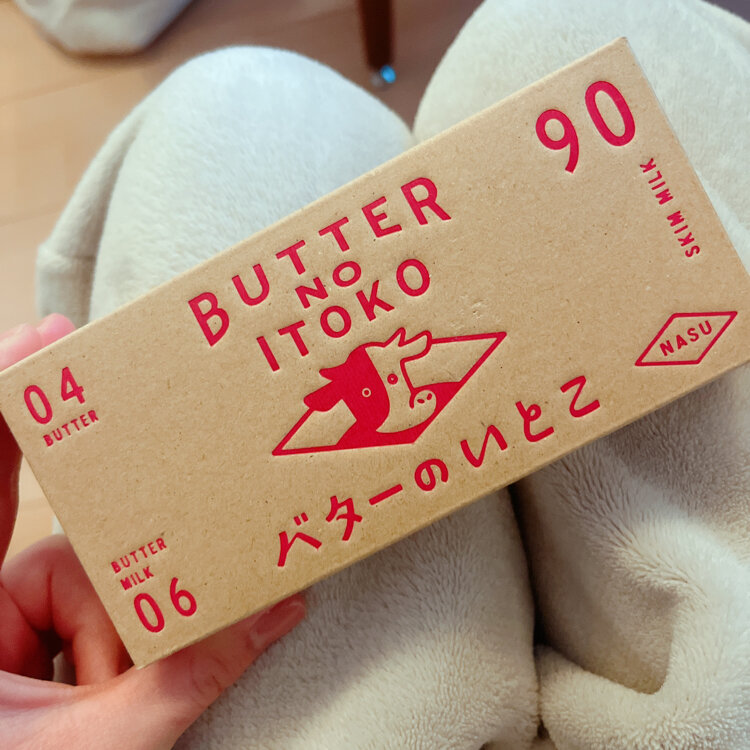 90
SKIM MILK
BUTTER
NO
ITOKO
04
BUTTER
NASU
バターのいとこ
BUTTER
MILK
06